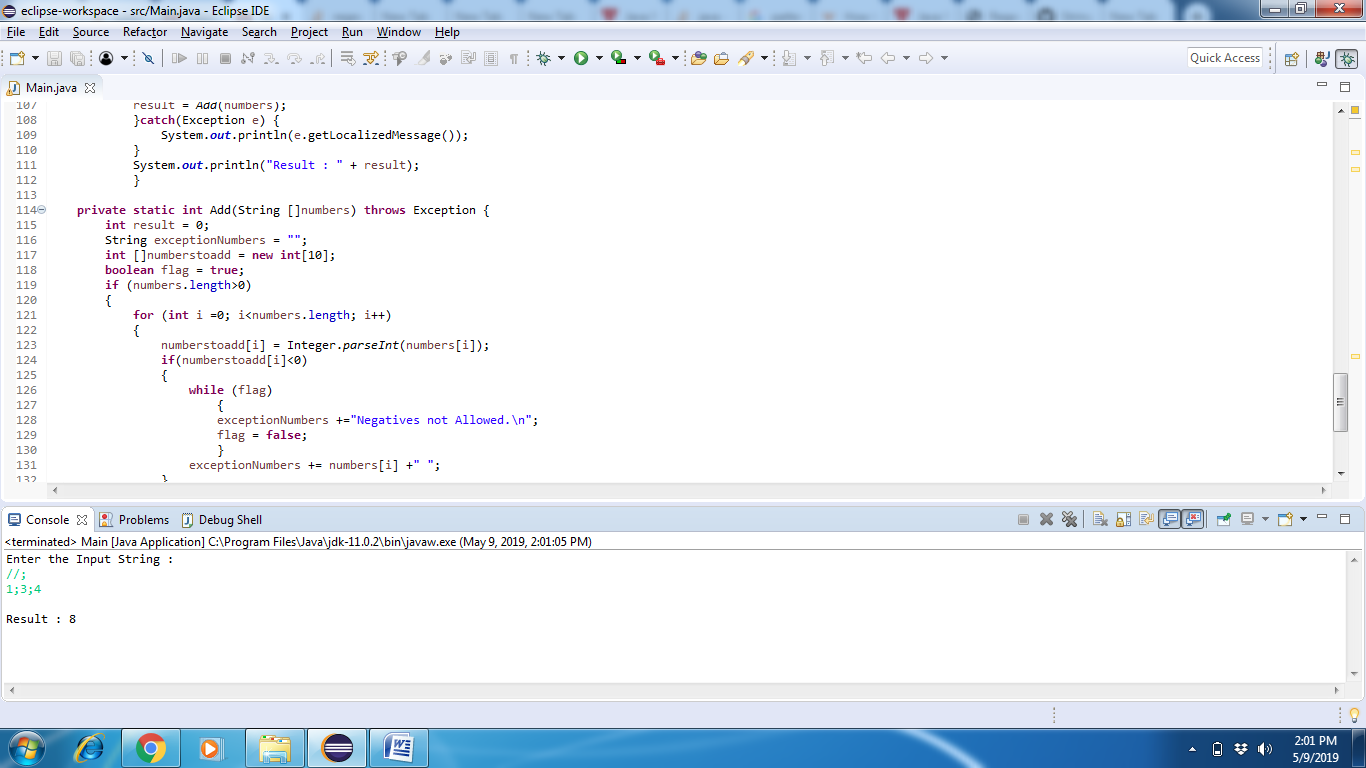 eclipse-workspace - src/Main.java - Eclipse IDE
File Edit Source Refactor Navigate Search Project Run Window Help
Quick Access
Main.java
107 result = Add(numbers);
108 }catch(Exception e) {
109 System.out.println(e.getLocalizedMessage());
110 }
111 System.out.println("Result : " + result);
112 }
113
114 private static int Add(String []numbers) throws Exception {
115 int result = 0;
116 String exceptionNumbers = "";
117 int []numberstoadd = new int[10];
118 boolean flag = true;
119 if (numbers.length>0)
120 {
121 for (int i =0; i<numbers.length; i++)
122 {
123 numberstoadd[i] = Integer.parseInt(numbers[i]);
124 if(numberstoadd[i]<0)
125 {
126 while (flag)
127 {
128 exceptionNumbers +="Negatives not Allowed.\n";
129 flag = false;
130 }
131 exceptionNumbers += numbers[i] +" ";
132 }
Console Problems Debug Shell
<terminated> Main [Java Application] C:\Program Files\Java\jdk-11.0.2\bin\javaw.exe (May 9, 2019, 2:01:05 PM)
Enter the Input String :
//;
1;3;4
Result : 8
2:01 PM
5/9/2019